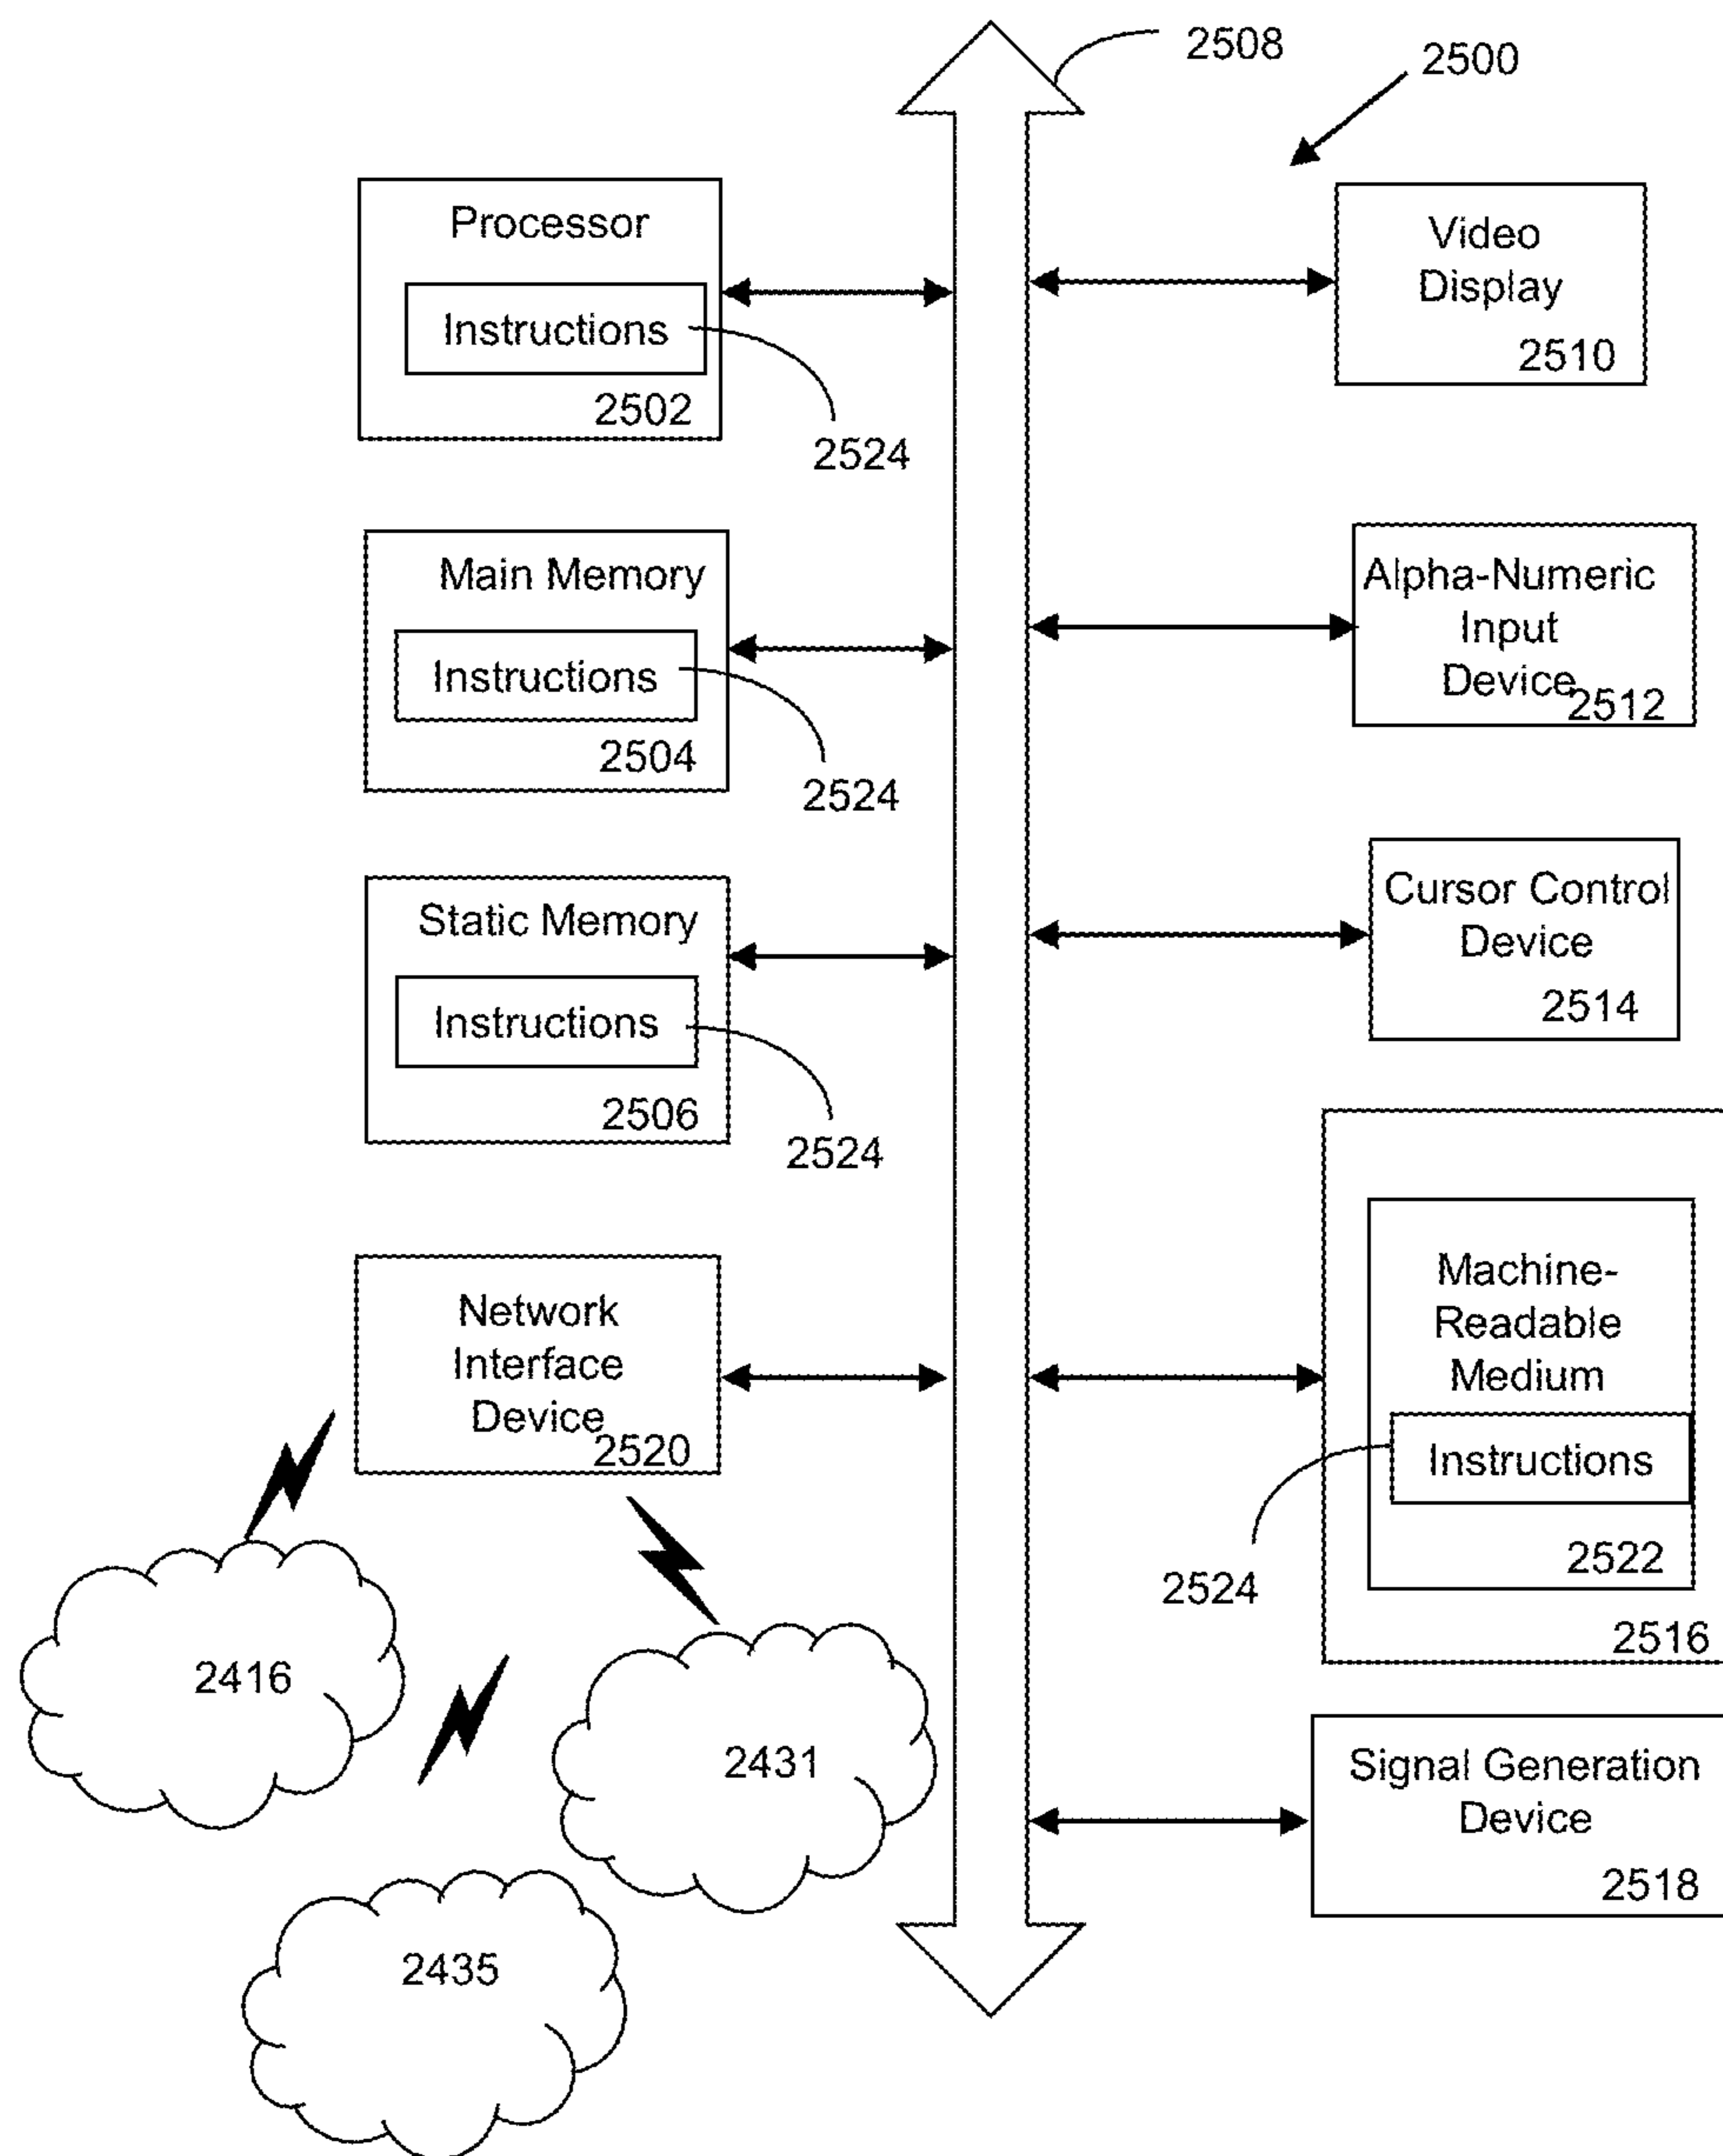 2508
2500
Processor
Instructions
2502
2524
Video
Display
2510
Main Memory
Instructions
2504
2524
Alpha-Numeric
Input
Device
2512
Static Memory
Instructions
2506
2524
Cursor Control
Device
2514
Network
Interface
Device
2520
Machine-
Readable
Medium
Instructions
2524
2522
2516
2416
2431
2435
Signal Generation
Device
2518